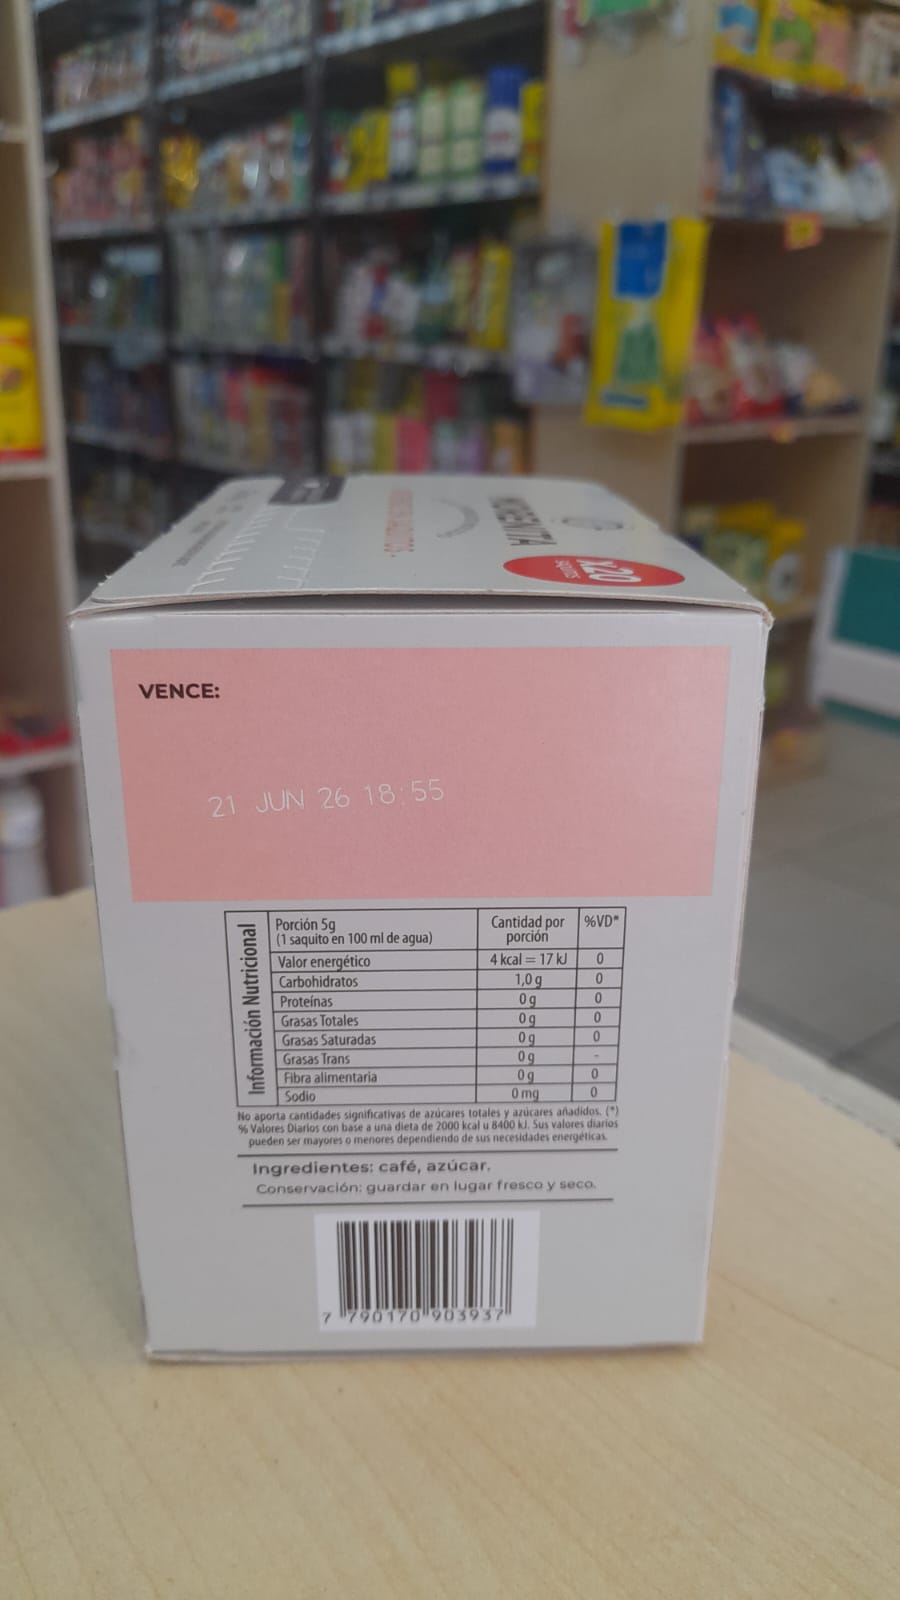 MORENITA
x20
SAQUITOS
VENCE:
21 JUN 26 18:55
Información Nutricional
Porción 5g
(1 saquito en 100 ml de agua)
Cantidad por
porción
%VD*
Valor energético 4 kcal = 17 kJ 0
Carbohidratos 1,0 g 0
Proteínas 0 g 0
Grasas Totales 0 g 0
Grasas Saturadas 0 g 0
Grasas Trans 0 g -
Fibra alimentaria 0 g 0
Sodio 0 mg 0
No aporta cantidades significativas de azúcares totales y azúcares añadidos. (*)
% Valores Diarios con base a una dieta de 2000 kcal u 8400 kJ. Sus valores diarios
pueden ser mayores o menores dependiendo de sus necesidades energéticas.
Ingredientes: café, azúcar.
Conservación: guardar en lugar fresco y seco.
7 790170 903937